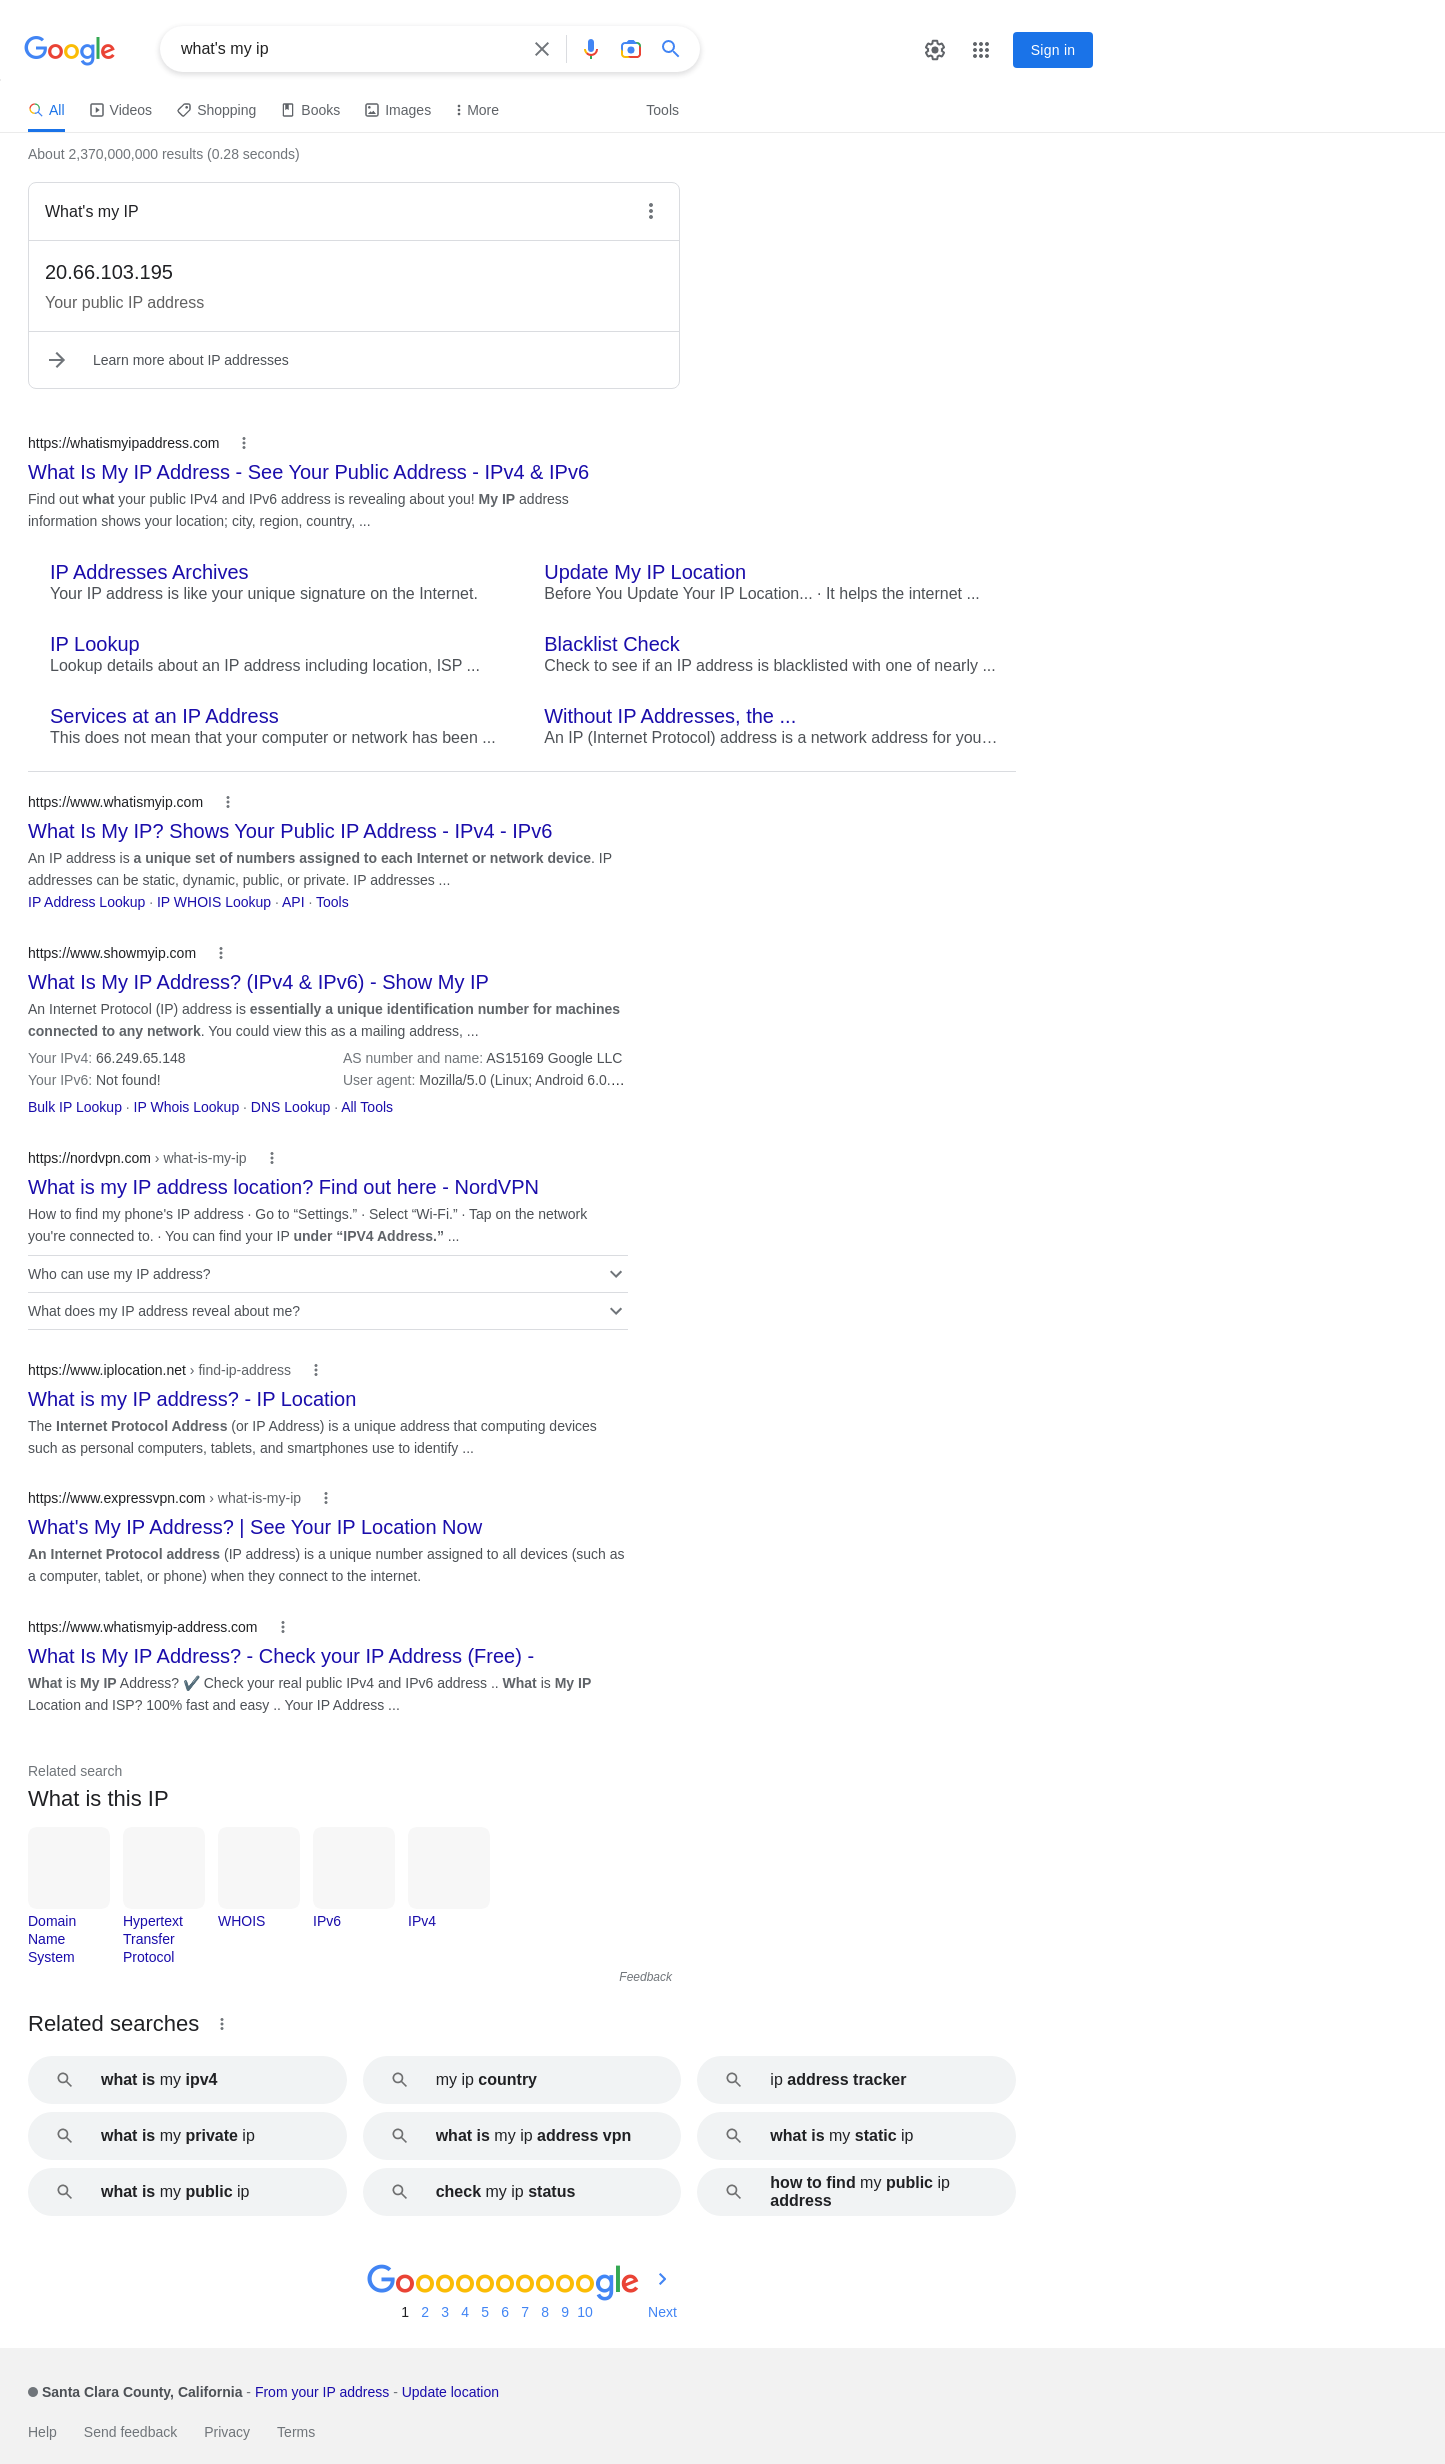 Google
what's my ip
Sign in
All
Videos
Shopping
Books
Images
More
Tools
About 2,370,000,000 results (0.28 seconds)
What's my IP
20.66.103.195
Your public IP address
Learn more about IP addresses
https://whatismyipaddress.com
What Is My IP Address - See Your Public Address - IPv4 & IPv6
Find out what your public IPv4 and IPv6 address is revealing about you! My IP address
information shows your location; city, region, country, ...
IP Addresses Archives
Your IP address is like your unique signature on the Internet.
Update My IP Location
Before You Update Your IP Location... · It helps the internet ...
IP Lookup
Lookup details about an IP address including location, ISP ...
Blacklist Check
Check to see if an IP address is blacklisted with one of nearly ...
Services at an IP Address
This does not mean that your computer or network has been ...
Without IP Addresses, the ...
An IP (Internet Protocol) address is a network address for you…
https://www.whatismyip.com
What Is My IP? Shows Your Public IP Address - IPv4 - IPv6
An IP address is a unique set of numbers assigned to each Internet or network device. IP
addresses can be static, dynamic, public, or private. IP addresses ...
IP Address Lookup · IP WHOIS Lookup · API · Tools
https://www.showmyip.com
What Is My IP Address? (IPv4 & IPv6) - Show My IP
An Internet Protocol (IP) address is essentially a unique identification number for machines
connected to any network. You could view this as a mailing address, ...
Your IPv4: 66.249.65.148
AS number and name: AS15169 Google LLC
Your IPv6: Not found!
User agent: Mozilla/5.0 (Linux; Android 6.0.…
Bulk IP Lookup · IP Whois Lookup · DNS Lookup · All Tools
https://nordvpn.com › what-is-my-ip
What is my IP address location? Find out here - NordVPN
How to find my phone's IP address · Go to “Settings.” · Select “Wi-Fi.” · Tap on the network
you're connected to. · You can find your IP under “IPV4 Address.” ...
Who can use my IP address?
What does my IP address reveal about me?
https://www.iplocation.net › find-ip-address
What is my IP address? - IP Location
The Internet Protocol Address (or IP Address) is a unique address that computing devices
such as personal computers, tablets, and smartphones use to identify ...
https://www.expressvpn.com › what-is-my-ip
What's My IP Address? | See Your IP Location Now
An Internet Protocol address (IP address) is a unique number assigned to all devices (such as
a computer, tablet, or phone) when they connect to the internet.
https://www.whatismyip-address.com
What Is My IP Address? - Check your IP Address (Free) -
What is My IP Address? ✔️ Check your real public IPv4 and IPv6 address .. What is My IP
Location and ISP? 100% fast and easy .. Your IP Address ...
Related search
What is this IP
Domain
Name
System
Hypertext
Transfer
Protocol
WHOIS
IPv6
IPv4
Feedback
Related searches
what is my ipv4
my ip country
ip address tracker
what is my private ip
what is my ip address vpn
what is my static ip
what is my public ip
check my ip status
how to find my public ip
address
Goooooooooogle
1 2 3 4 5 6 7 8 9 10 Next
Santa Clara County, California - From your IP address - Update location
Help
Send feedback
Privacy
Terms